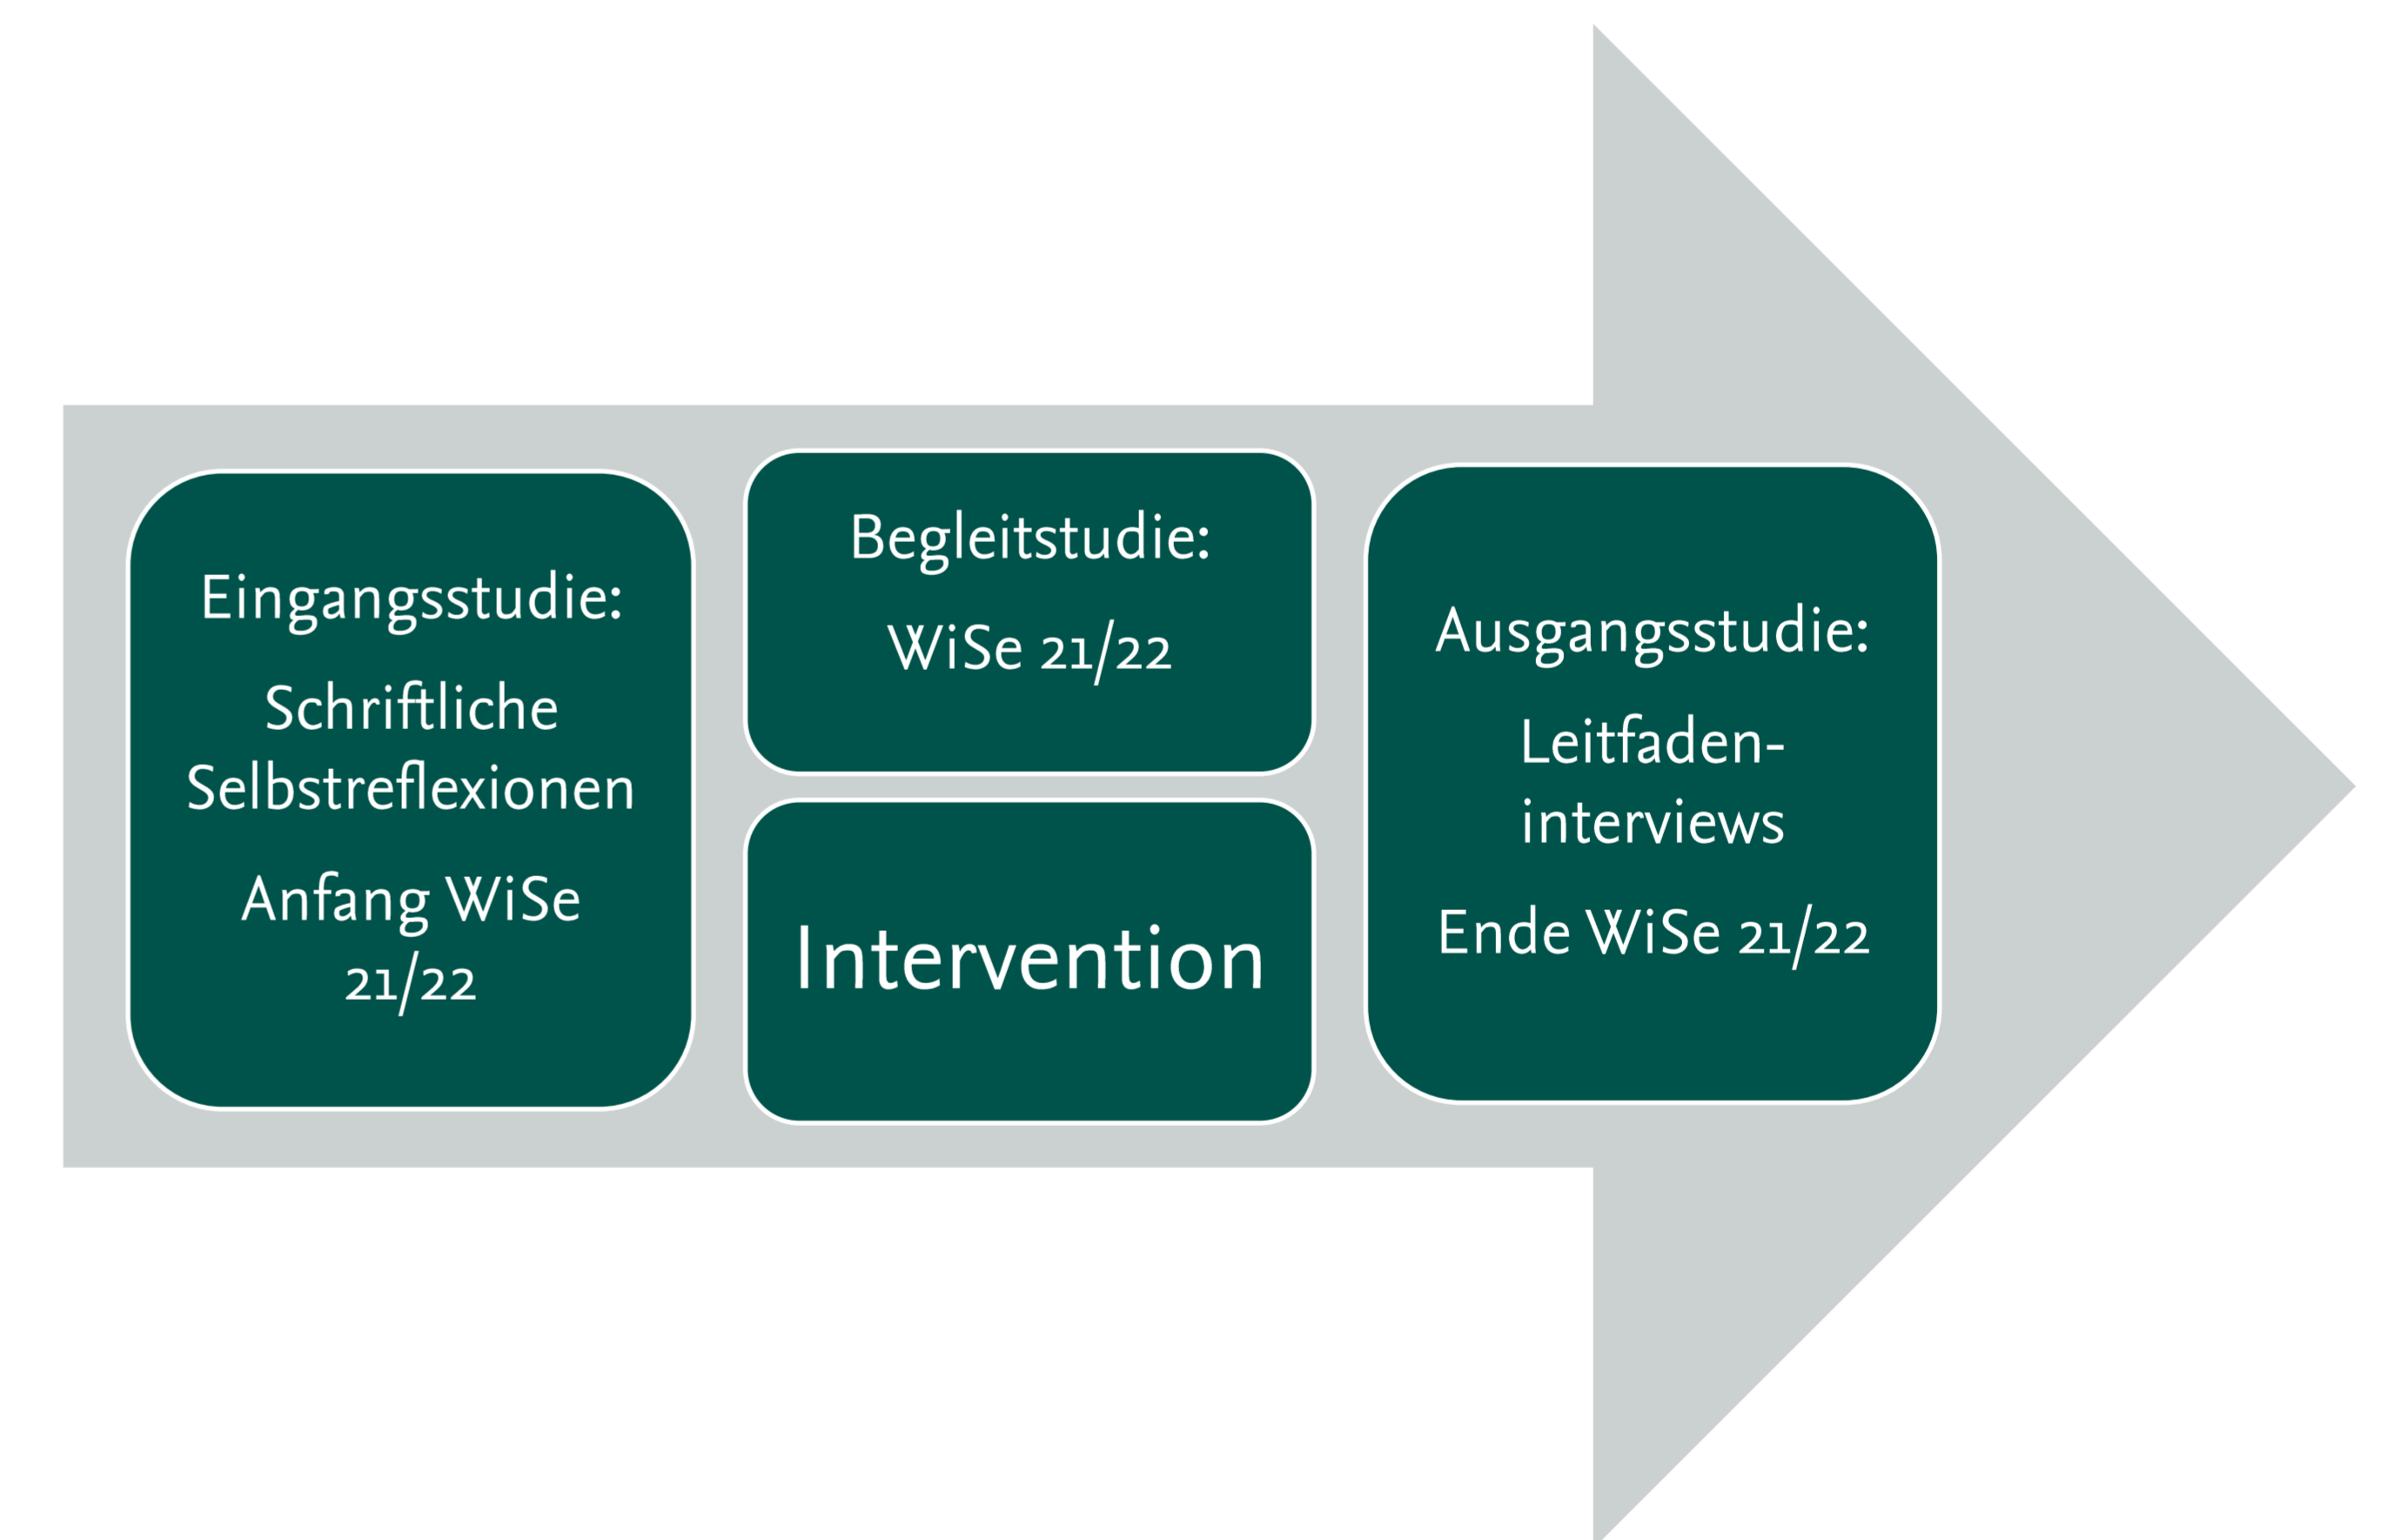 Eingangsstudie:
Schriftliche
Selbstreflexionen
Anfang WiSe
21/22
Begleitstudie:
WiSe 21/22
Intervention
Ausgangsstudie:
Leitfaden-
interviews
Ende WiSe 21/22